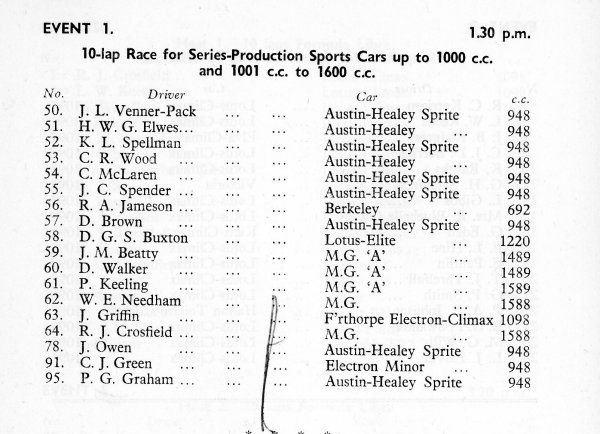 EVENT 1. 1.30 p.m.
10-lap Race for Series-Production Sports Cars up to 1000 c.c.
and 1001 c.c. to 1600 c.c.
No. Driver Car c.c.
50. J. L. Venner-Pack ... ... Austin-Healey Sprite 948
51. H. W. G. Elwes... ... ... Austin-Healey ... 948
52. K. L. Spellman ... ... Austin-Healey Sprite 948
53. C. R. Wood ... ... ... Austin-Healey ... 948
54. C. McLaren ... ... ... Austin-Healey Sprite 948
55. J. C. Spender ... ... ... Austin-Healey Sprite 948
56. R. A. Jameson ... ... ... Berkeley ... 692
57. D. Brown ... ... ... Austin-Healey Sprite 948
58. D. G. S. Buxton ... ... Lotus-Elite ... 1220
59. J. M. Beatty ... ... ... M.G. ‘A’ ... 1489
60. D. Walker ... ... ... M.G. ‘A’ ... 1489
61. P. Keeling ... ... ... M.G. ‘A’ ... 1589
62. W. E. Needham ... ... M.G. ... 1588
63. J. Griffin ... ... ... F'rthorpe Electron-Climax 1098
64. R. J. Crosfield ... ... ... M.G. ... 1588
78. J. Owen ... ... ... Austin-Healey Sprite 948
91. C. J. Green ... ... ... Electron Minor ... 948
95. P. G. Graham ... ... ... Austin-Healey Sprite 948